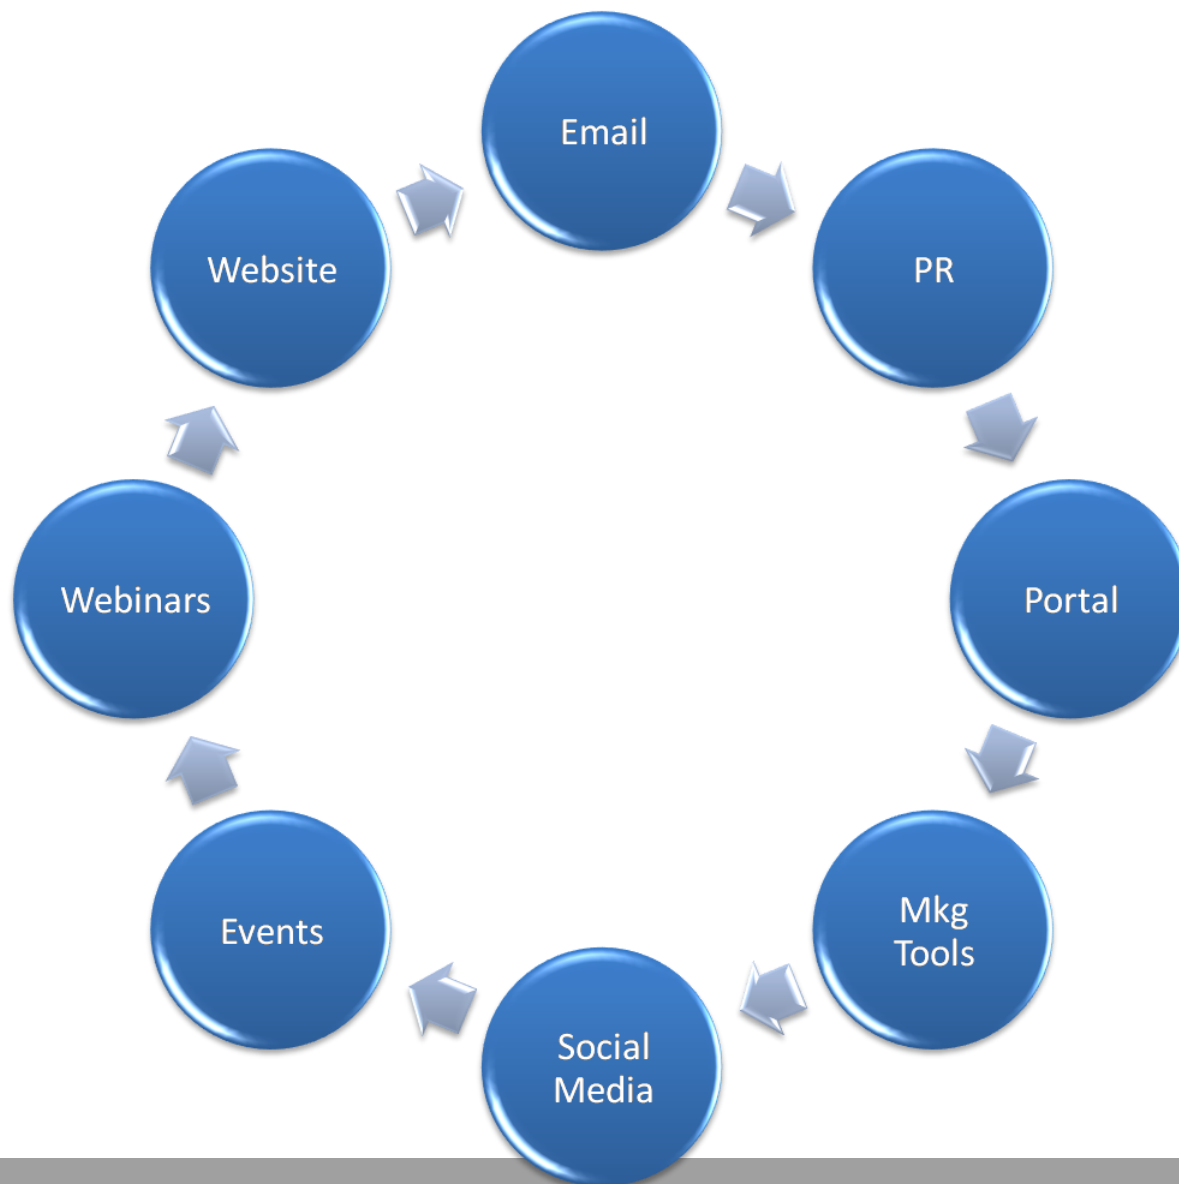 Email
PR
Portal
Mkg
Tools
Social
Media
Events
Webinars
Website